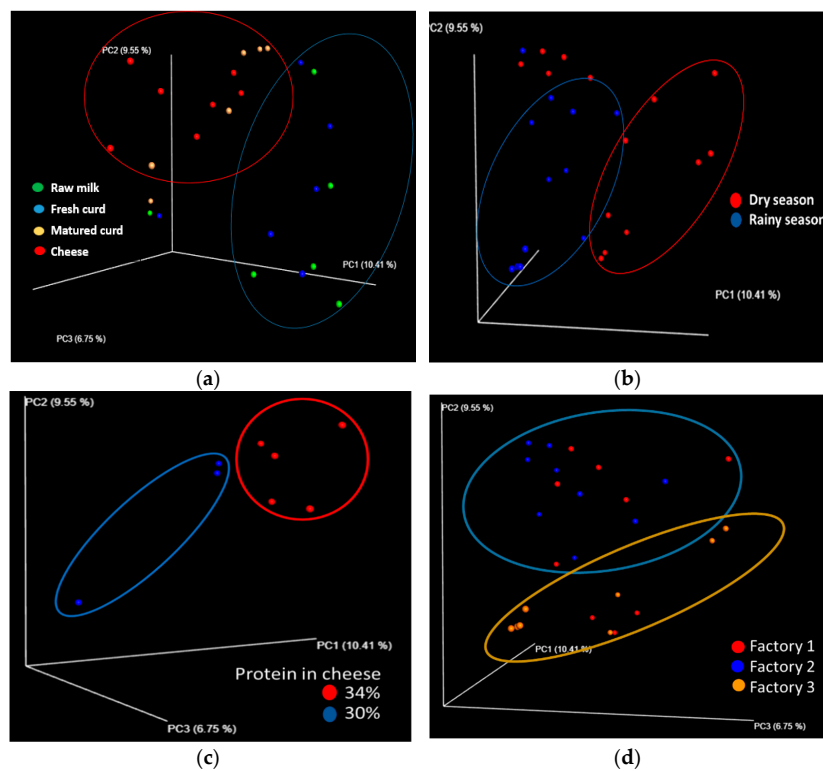 PC2 (9.55 %)
Raw milk
Fresh curd
Matured curd
Cheese
PC1 (10.41 %)
PC3 (6.75 %)
(a)
PC2 (9.55 %)
Dry season
Rainy season
PC1 (10.41 %)
(b)
PC2 (9.55 %)
PC1 (10.41 %)
Protein in cheese
34%
30%
PC3 (6.75 %)
(c)
PC2 (9.55 %)
PC1 (10.41 %)
Factory 1
Factory 2
Factory 3
PC3 (6.75 %)
(d)